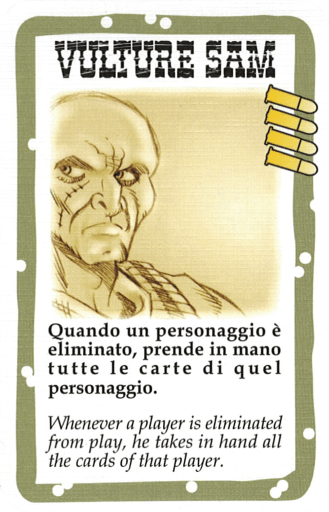 VULTURE SAM
Quando un personaggio è
eliminato, prende in mano
tutte le carte di quel
personaggio.
Whenever a player is eliminated
from play, he takes in hand all
the cards of that player.